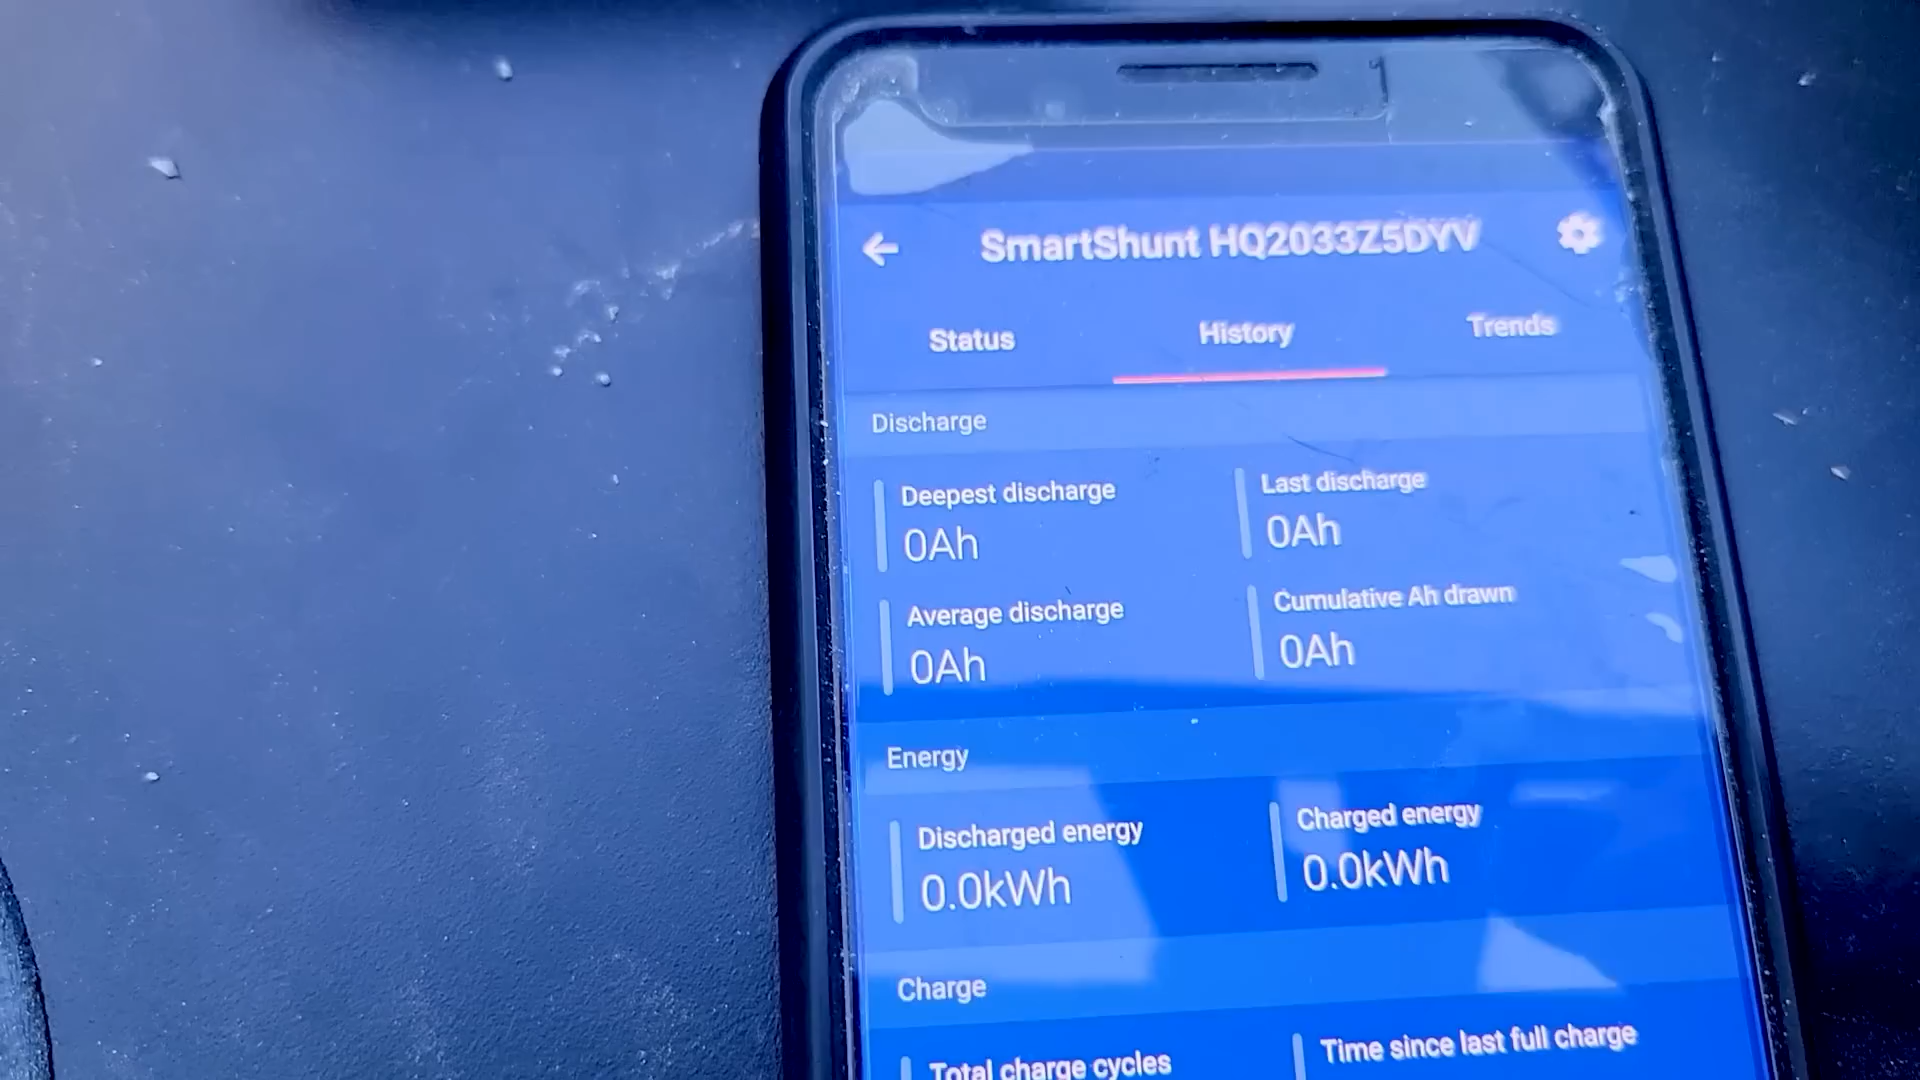 SmartShunt HQ2033Z5DYV
Status
History
Trends
Discharge
Deepest discharge
0Ah
Last discharge
0Ah
Average discharge
0Ah
Cumulative Ah drawn
0Ah
Energy
Discharged energy
0.0kWh
Charged energy
0.0kWh
Charge
Total charge cycles
Time since last full charge